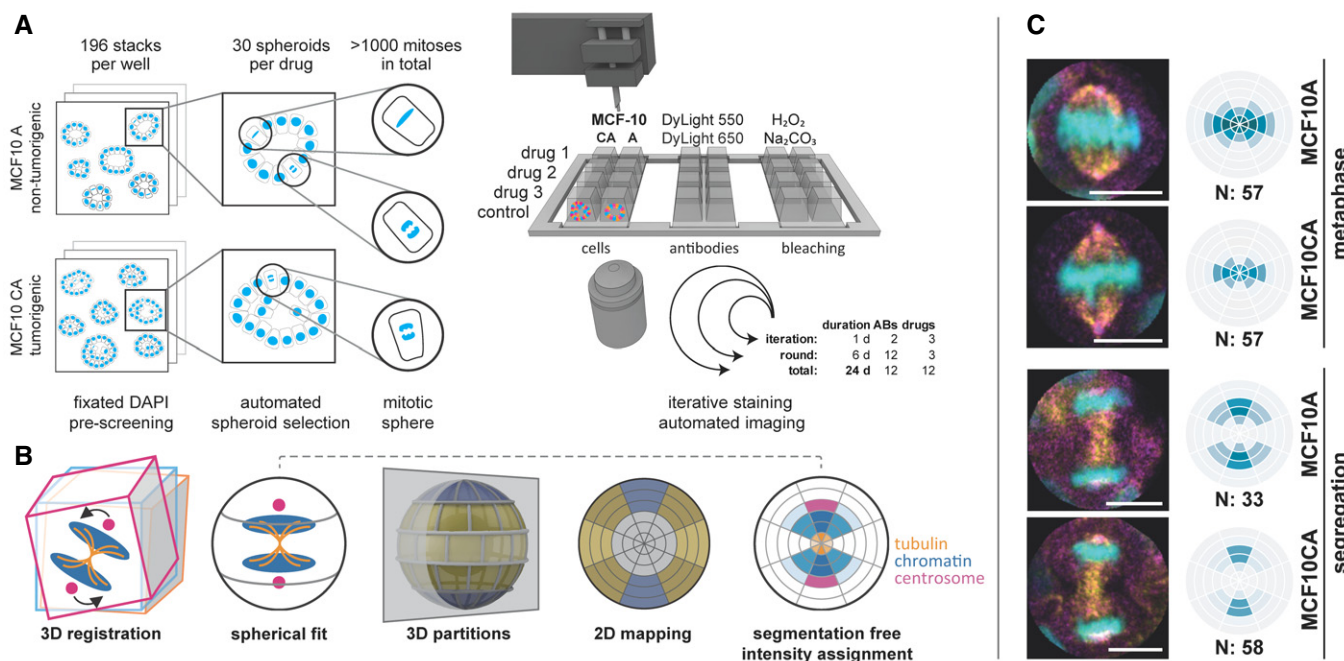 A
196 stacks
per well
30 spheroids
per drug
>1000 mitoses
in total
MCF10 A
non-tumorigenic
MCF10 CA
tumorigenic
fixated DAPI
pre-screening
automated
spheroid selection
mitotic
sphere
MCF-10
CA A
DyLight 550
DyLight 650
H₂O₂
Na₂CO₃
drug 1
drug 2
drug 3
control
cells
antibodies
bleaching
duration ABs drugs
iteration: 1 d 2 3
round: 6 d 12 3
total: 24 d 12 12
iterative staining
automated imaging
B
tubulin
chromatin
centrosome
3D registration
spherical fit
3D partitions
2D mapping
segmentation free
intensity assignment
C
MCF10A
N: 57
MCF10CA
N: 57
metaphase
MCF10A
N: 33
MCF10CA
N: 58
segregation